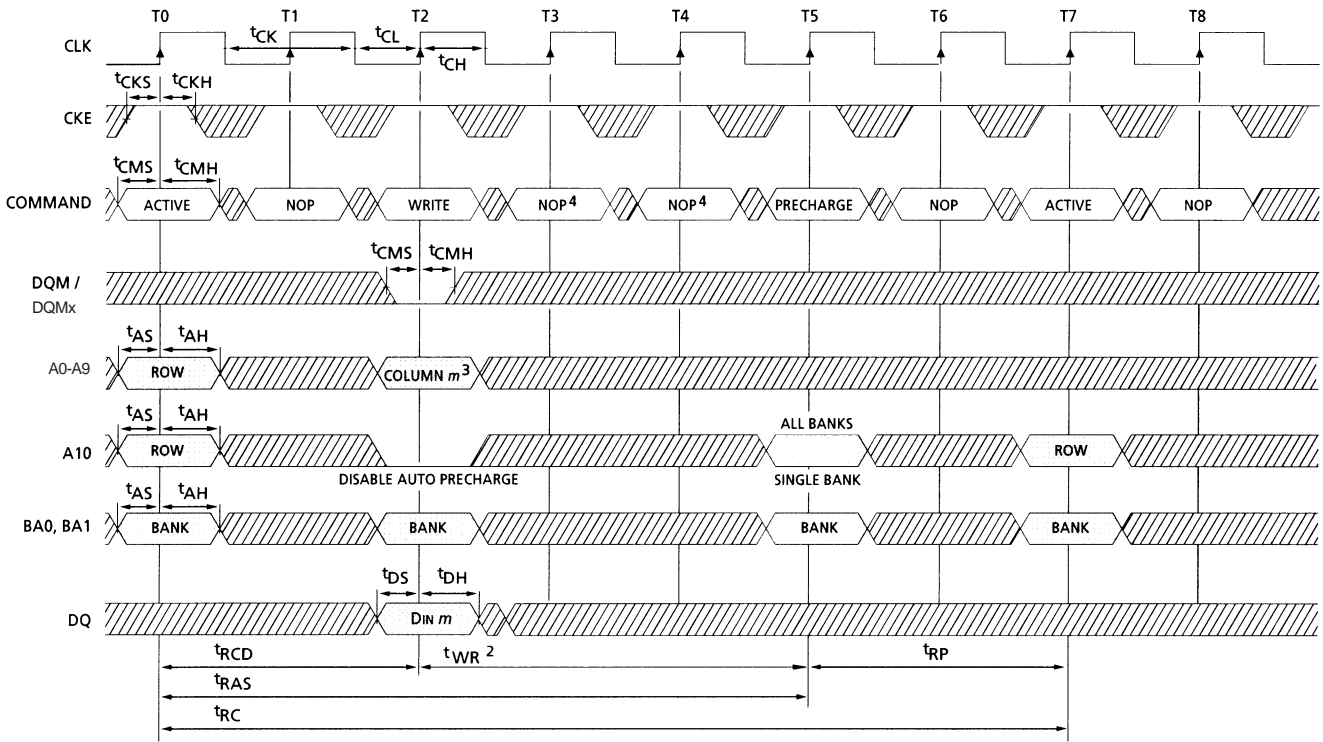 T0 T1 T2 T3 T4 T5 T6 T7 T8
CLK
tCK tCL
tCH
tCKS tCKH
CKE
tCMS tCMH
COMMAND ACTIVE NOP WRITE NOP4 NOP4 PRECHARGE NOP ACTIVE NOP
tCMS tCMH
DQM /
DQMx
tAS tAH
A0-A9 ROW COLUMN m3
tAS tAH
ALL BANKS
A10 ROW ROW
DISABLE AUTO PRECHARGE SINGLE BANK
tAS tAH
BA0, BA1 BANK BANK BANK BANK
tDS tDH
DQ DIN m
tRCD tWR 2 tRP
tRAS
tRC